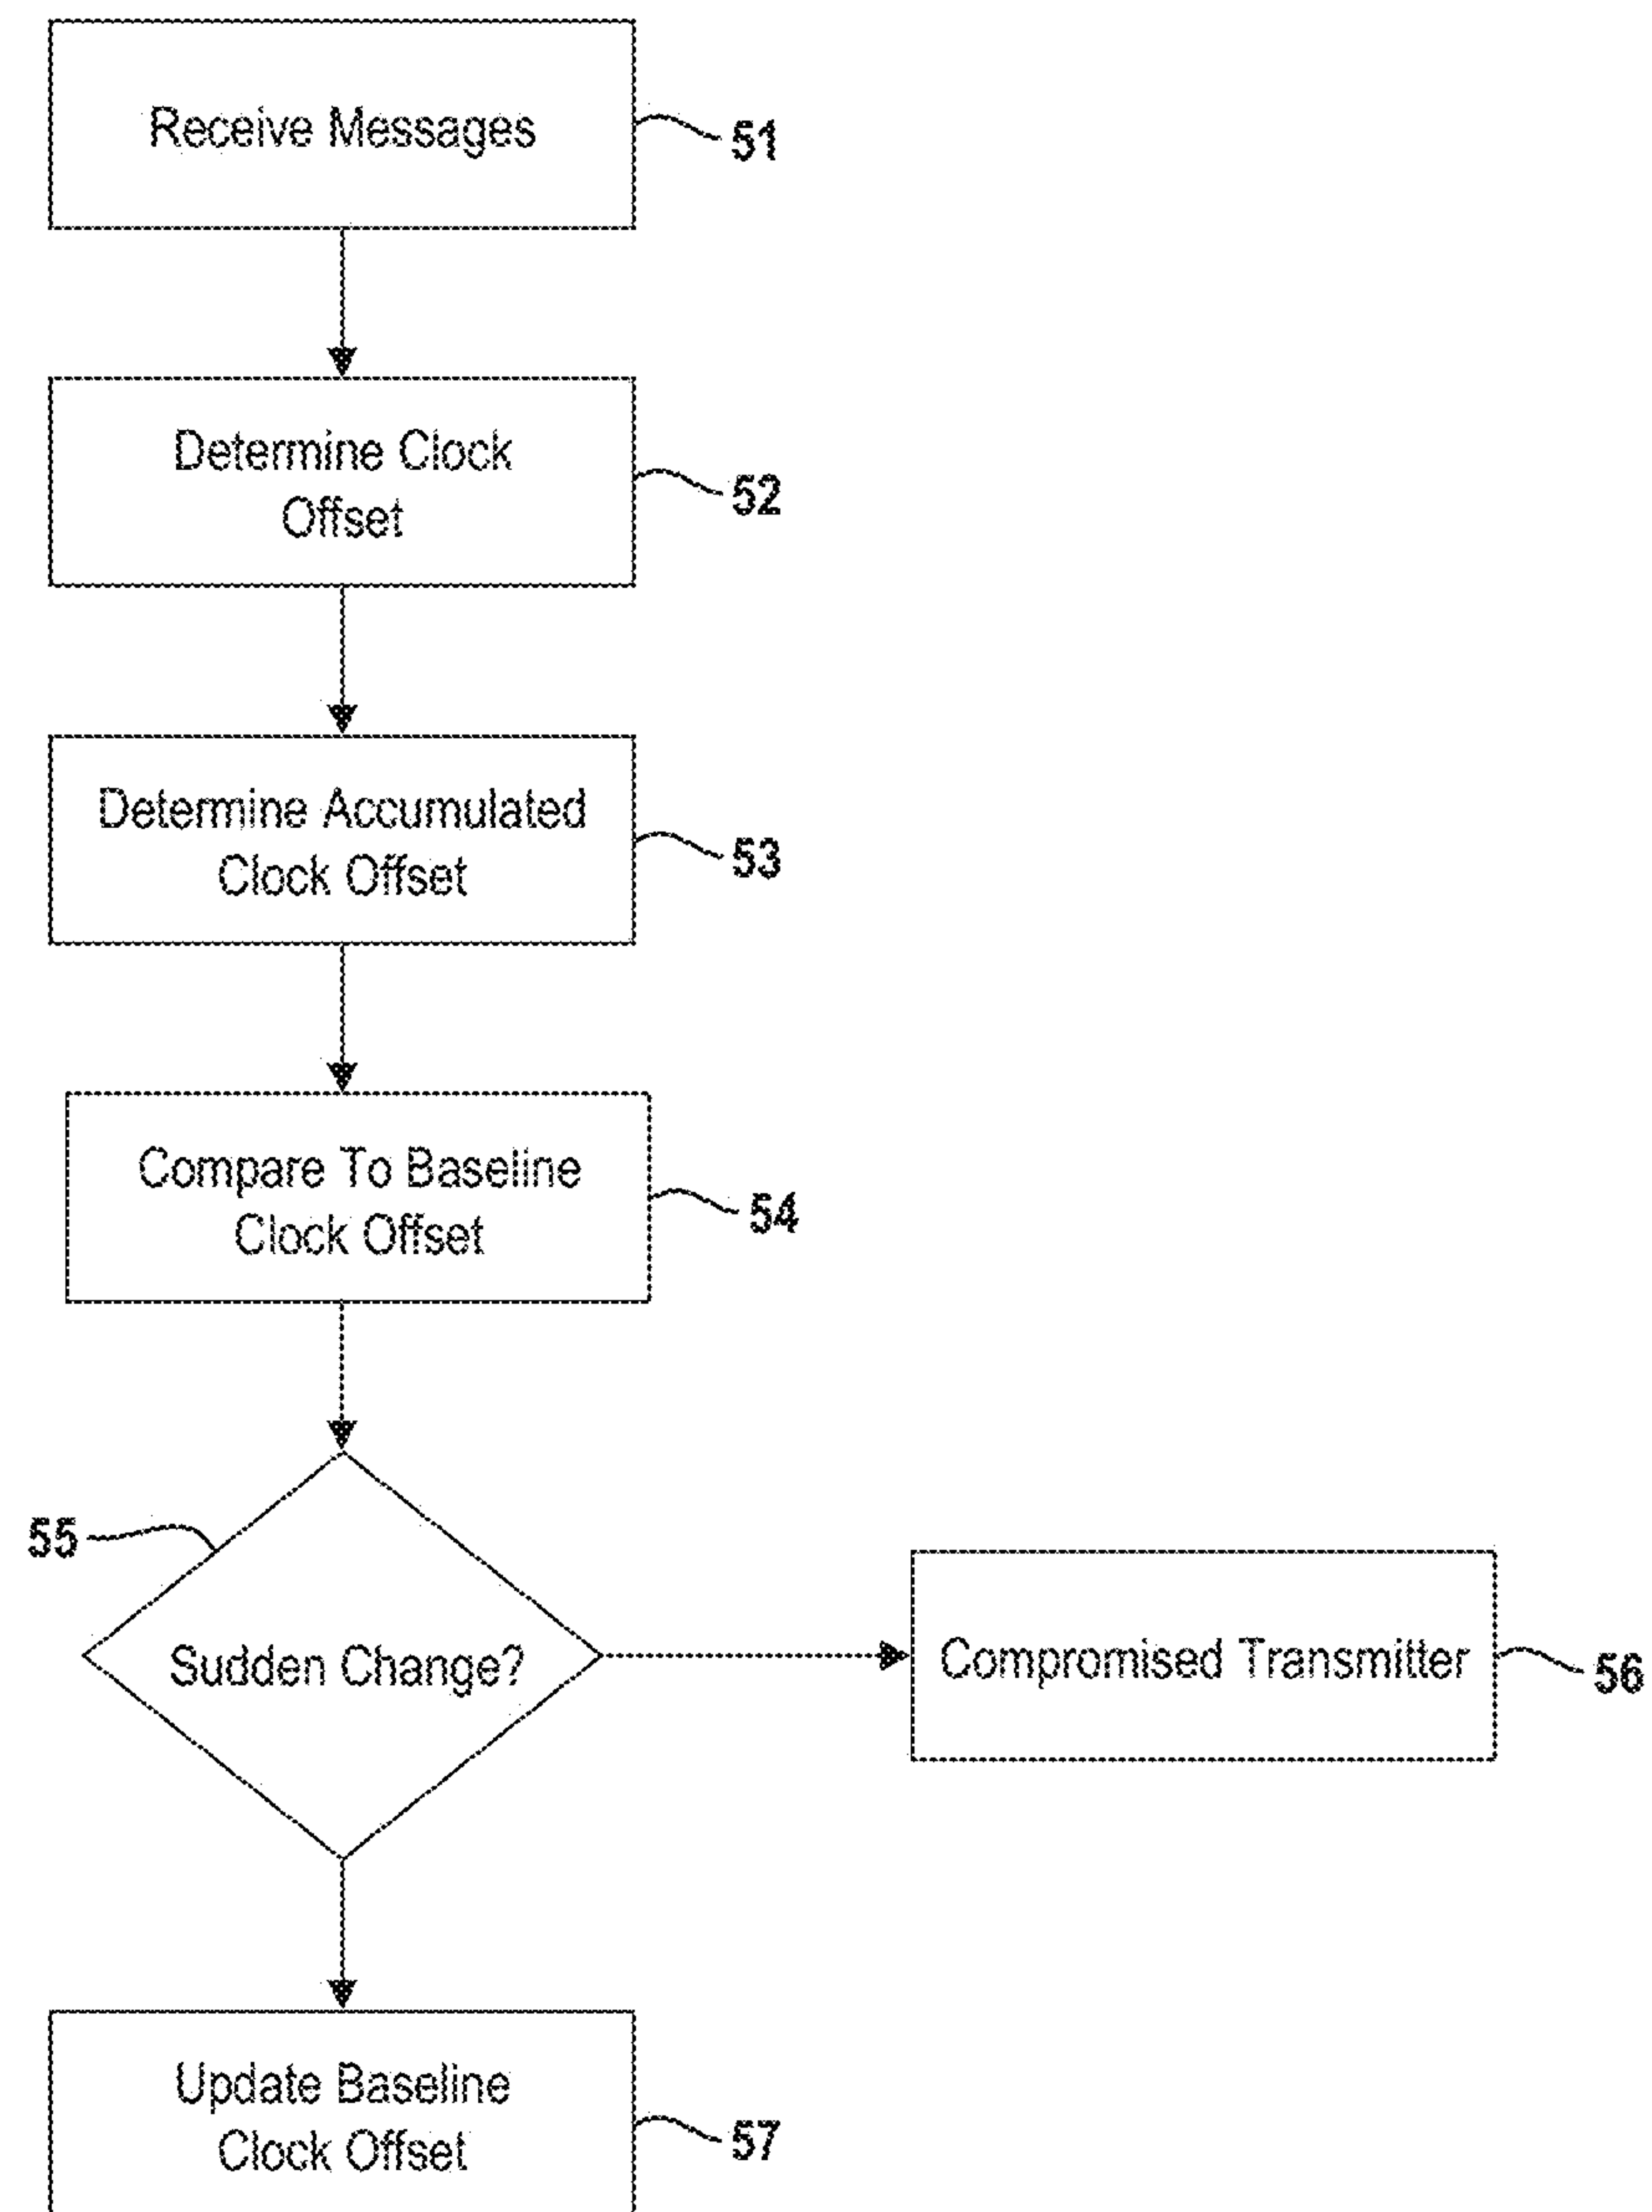 Receive Messages
51
Determine Clock
Offset
52
Determine Accumulated
Clock Offset
53
Compare To Baseline
Clock Offset
54
55
Sudden Change?
Compromised Transmitter
56
Update Baseline
Clock Offset
57